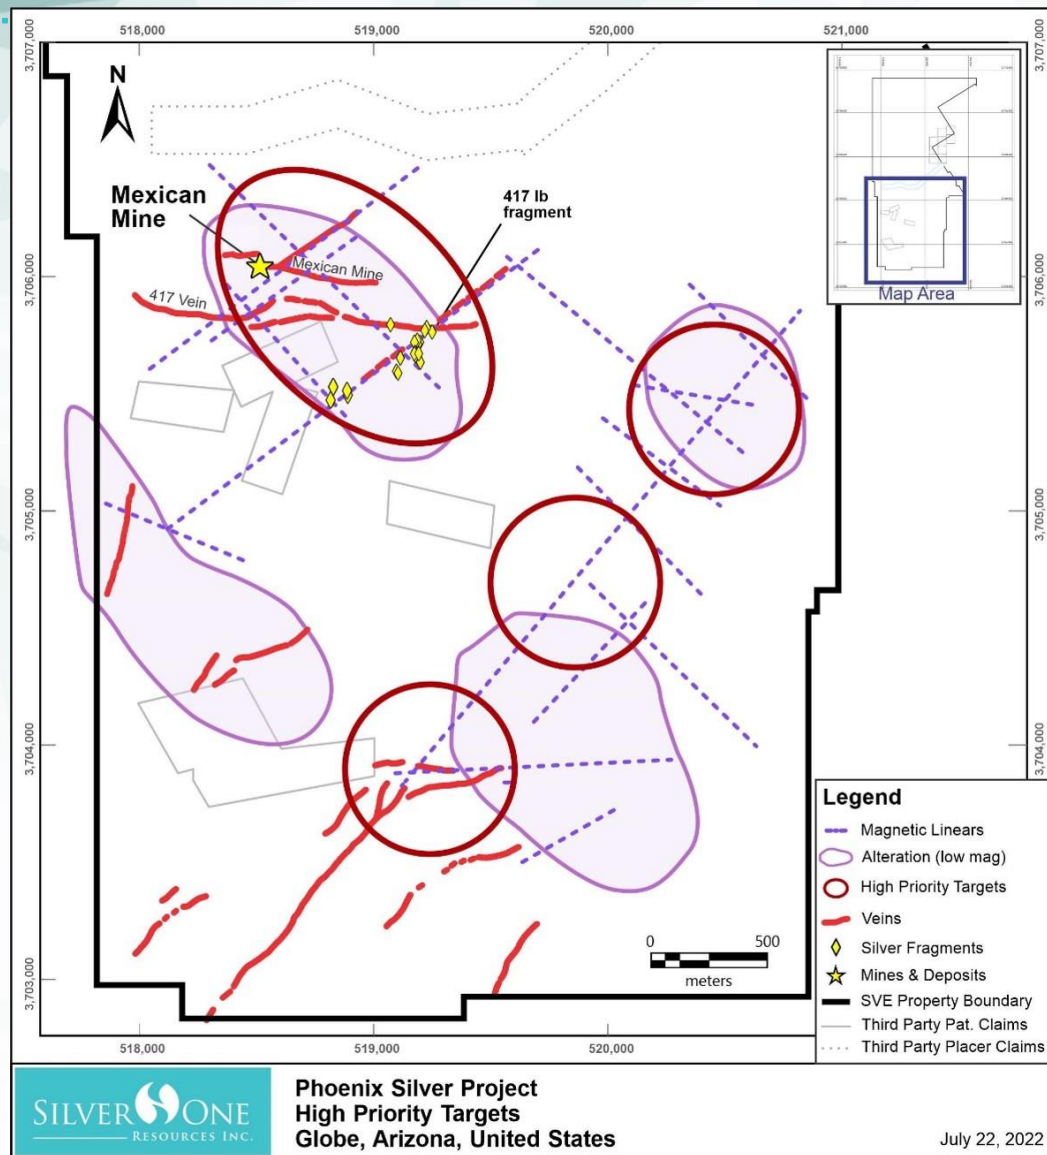 518,000
519,000
520,000
521,000
3,707,000
3,707,000
N
Mexican
Mine
417 lb
fragment
Mexican Mine
417 Vein
Map Area
3,706,000
3,706,000
3,705,000
3,705,000
3,704,000
3,704,000
3,703,000
0 500
meters
Legend
Magnetic Linears
Alteration (low mag)
High Priority Targets
Veins
Silver Fragments
Mines & Deposits
SVE Property Boundary
Third Party Pat. Claims
Third Party Placer Claims
518,000
519,000
520,000
SILVER ONE
RESOURCES INC.
Phoenix Silver Project
High Priority Targets
Globe, Arizona, United States
July 22, 2022